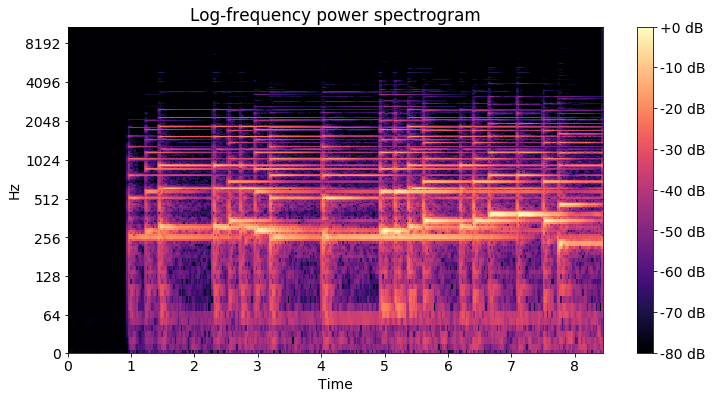 Log-frequency power spectrogram
8192
4096
2048
1024
512
256
128
64
0
Hz
0 1 2 3 4 5 6 7 8
Time
+0 dB
-10 dB
-20 dB
-30 dB
-40 dB
-50 dB
-60 dB
-70 dB
-80 dB